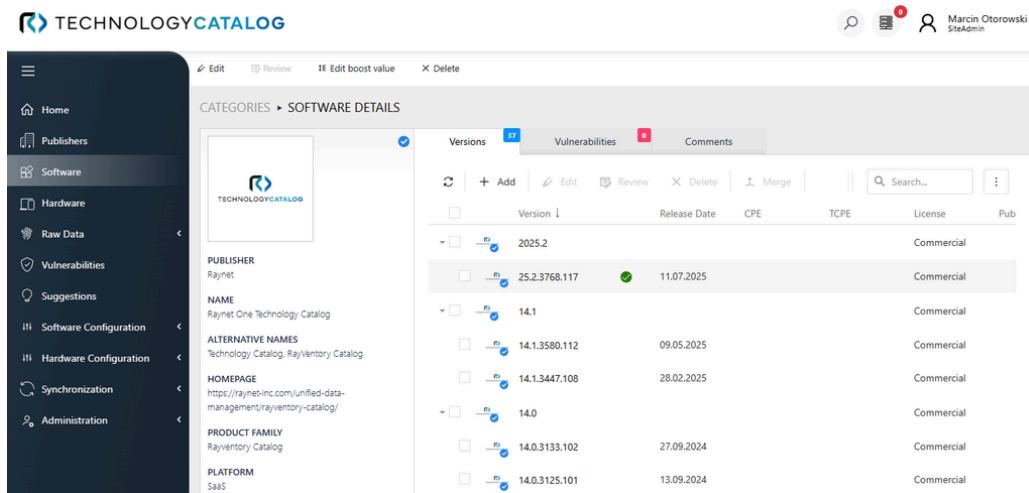 TECHNOLOGYCATALOG
0
Marcin Otorowski
SiteAdmin
Edit
Review
Edit boost value
Delete
Home
Publishers
Software
Hardware
Raw Data
Vulnerabilities
Suggestions
Software Configuration
Hardware Configuration
Synchronization
Administration
CATEGORIES ▸ SOFTWARE DETAILS
TECHNOLOGYCATALOG
PUBLISHER
Raynet
NAME
Raynet One Technology Catalog
ALTERNATIVE NAMES
Technology Catalog, RayVentory Catalog
HOMEPAGE
https://raynet-inc.com/unified-data-
management/rayventory-catalog/
PRODUCT FAMILY
Rayventory Catalog
PLATFORM
SaaS
Versions 37 Vulnerabilities 0 Comments
Add Edit Review Delete Merge Search...
Version Release Date CPE TCPE License Pub
2025.2 Commercial
25.2.3768.117 11.07.2025 Commercial
14.1 Commercial
14.1.3580.112 09.05.2025 Commercial
14.1.3447.108 28.02.2025 Commercial
14.0 Commercial
14.0.3133.102 27.09.2024 Commercial
14.0.3125.101 13.09.2024 Commercial